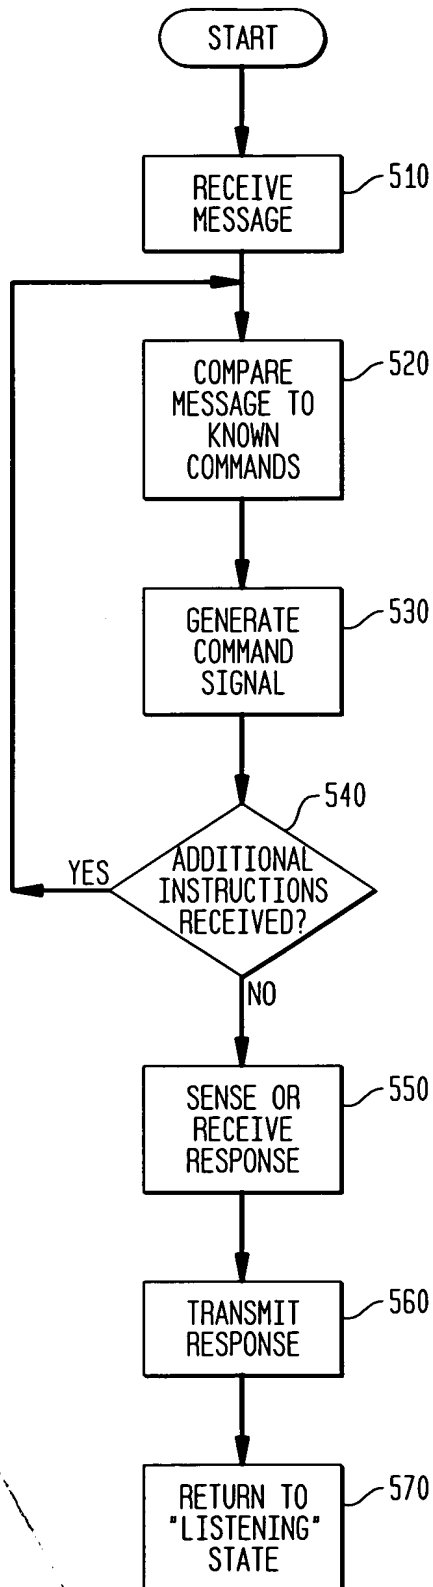 START
RECEIVE
MESSAGE
510
COMPARE
MESSAGE TO
KNOWN
COMMANDS
520
GENERATE
COMMAND
SIGNAL
530
540
ADDITIONAL
INSTRUCTIONS
RECEIVED?
YES
NO
SENSE OR
RECEIVE
RESPONSE
550
TRANSMIT
RESPONSE
560
RETURN TO
"LISTENING"
STATE
570